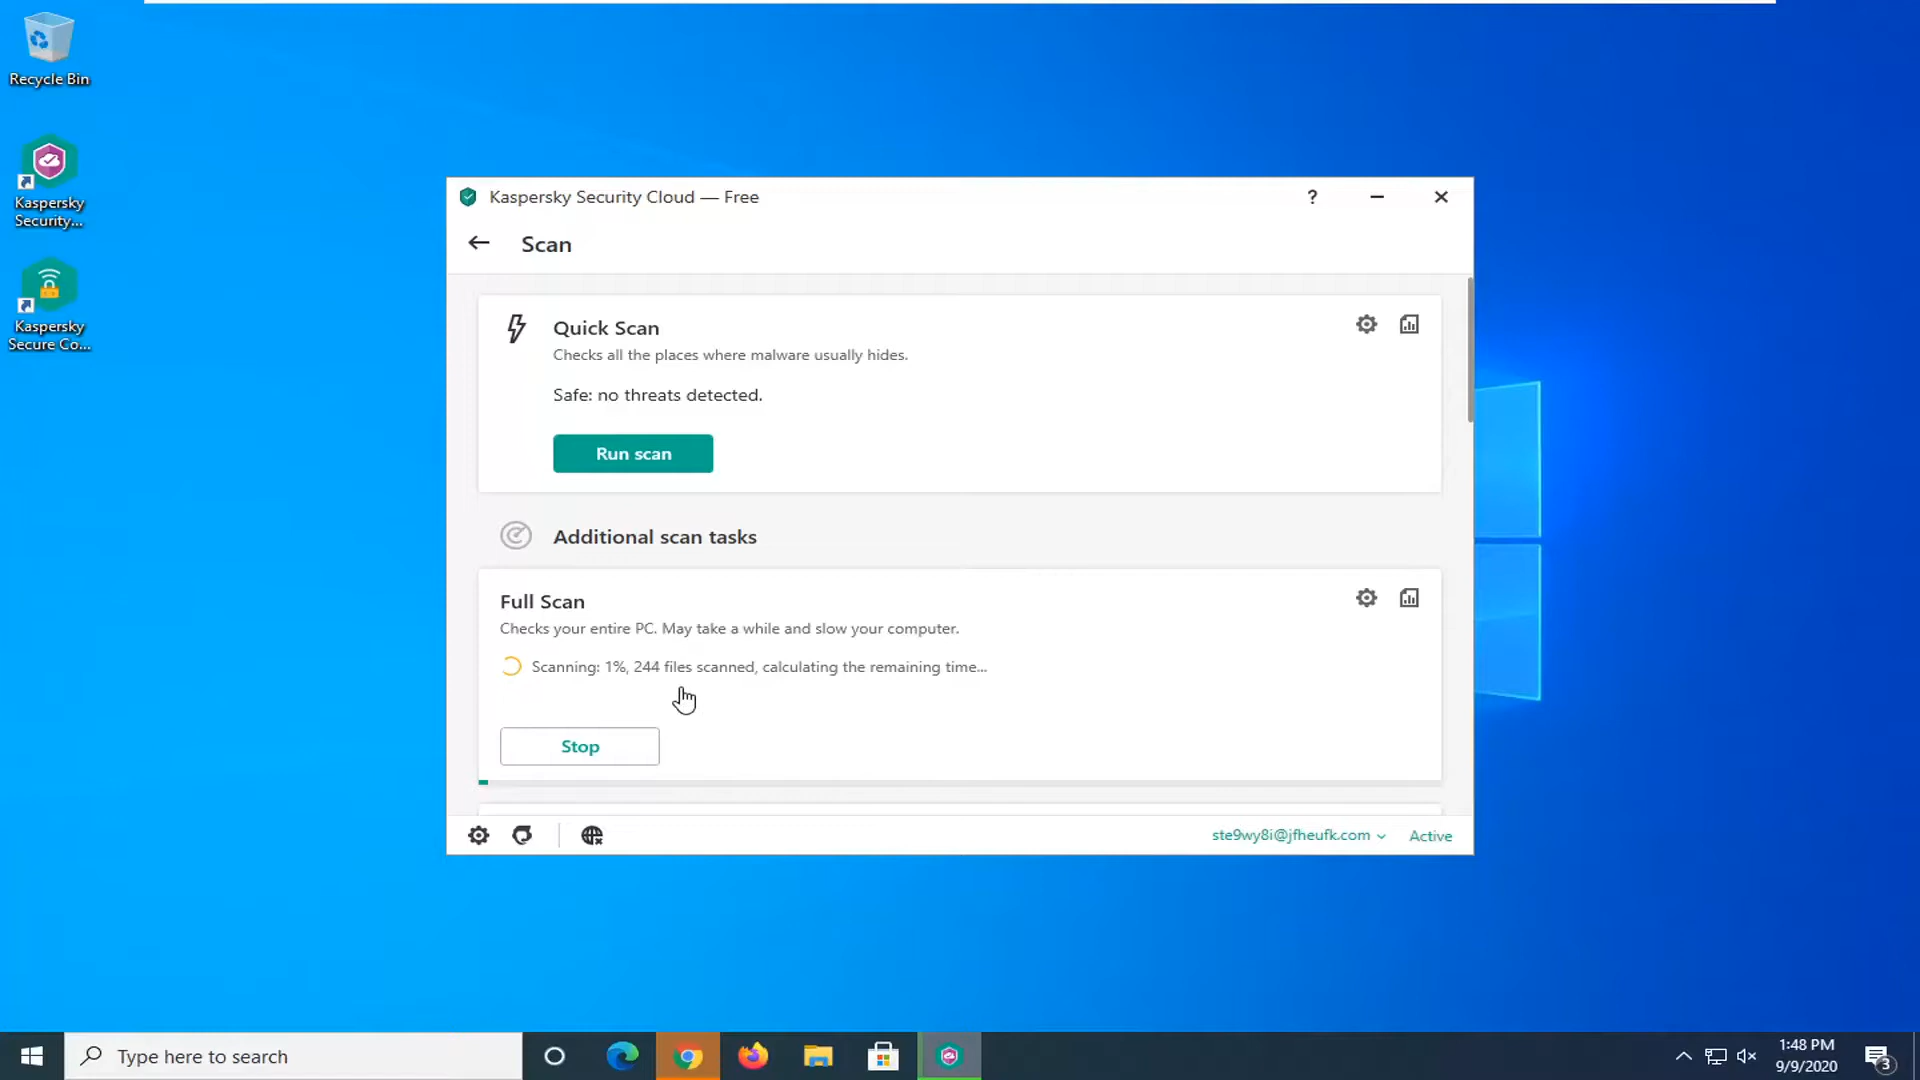 Recycle Bin
Kaspersky
Security...
Kaspersky
Secure Co...
Kaspersky Security Cloud — Free
?
Scan
Quick Scan
Checks all the places where malware usually hides.
Safe: no threats detected.
Run scan
Additional scan tasks
Full Scan
Checks your entire PC. May take a while and slow your computer.
Scanning: 1%, 244 files scanned, calculating the remaining time...
Stop
ste9wy8i@jfheufk.com
Active
Type here to search
1:48 PM
9/9/2020
3